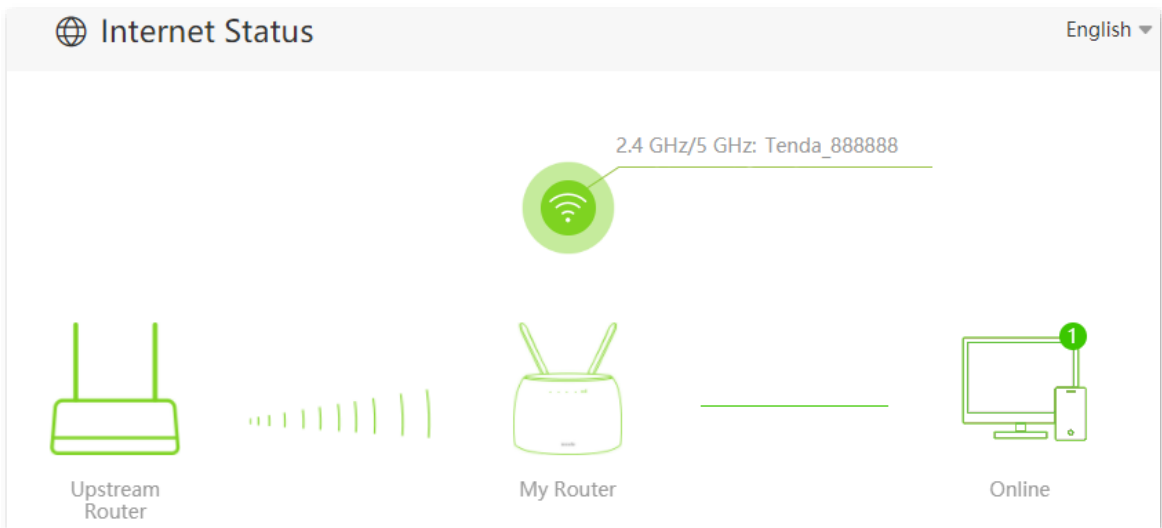 Internet Status
English
2.4 GHz/5 GHz: Tenda_888888
1
Upstream
Router
My Router
Online